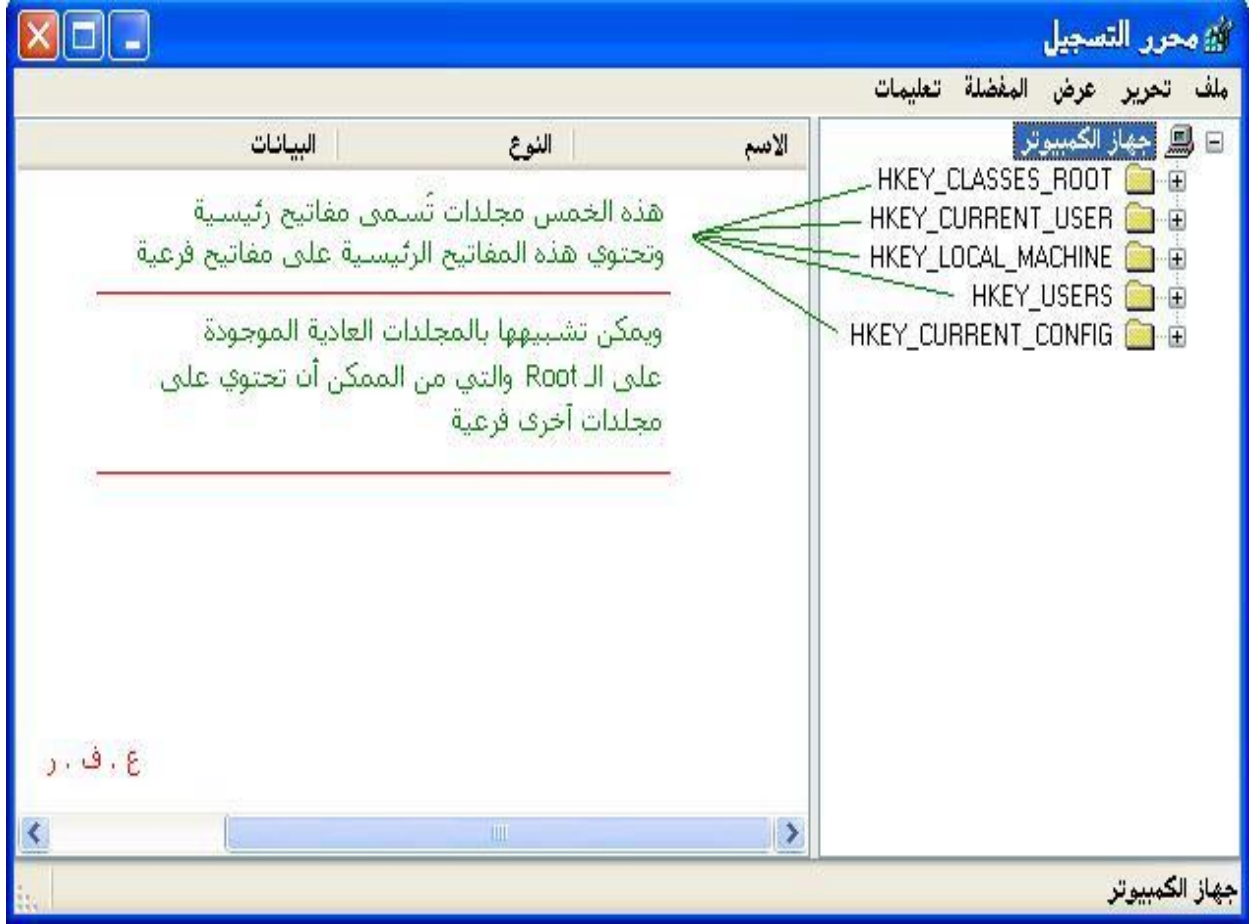 محرر التسجيل
ملف تحرير عرض المفضلة تعليمات
جهاز الكمبيوتر
HKEY_CLASSES_ROOT
HKEY_CURRENT_USER
HKEY_LOCAL_MACHINE
HKEY_USERS
HKEY_CURRENT_CONFIG
الاسم النوع البيانات
هذه الخمس مجلدات تُسمى مفاتيح رئيسية
وتحتوي هذه المفاتيح الرئيسية على مفاتيح فرعية
ويمكن تشبيهها بالمجلدات العادية الموجودة
على الـ Root والتي من الممكن أن تحتوي على
مجلدات أخرى فرعية
ع . ف . ر
جهاز الكمبيوتر